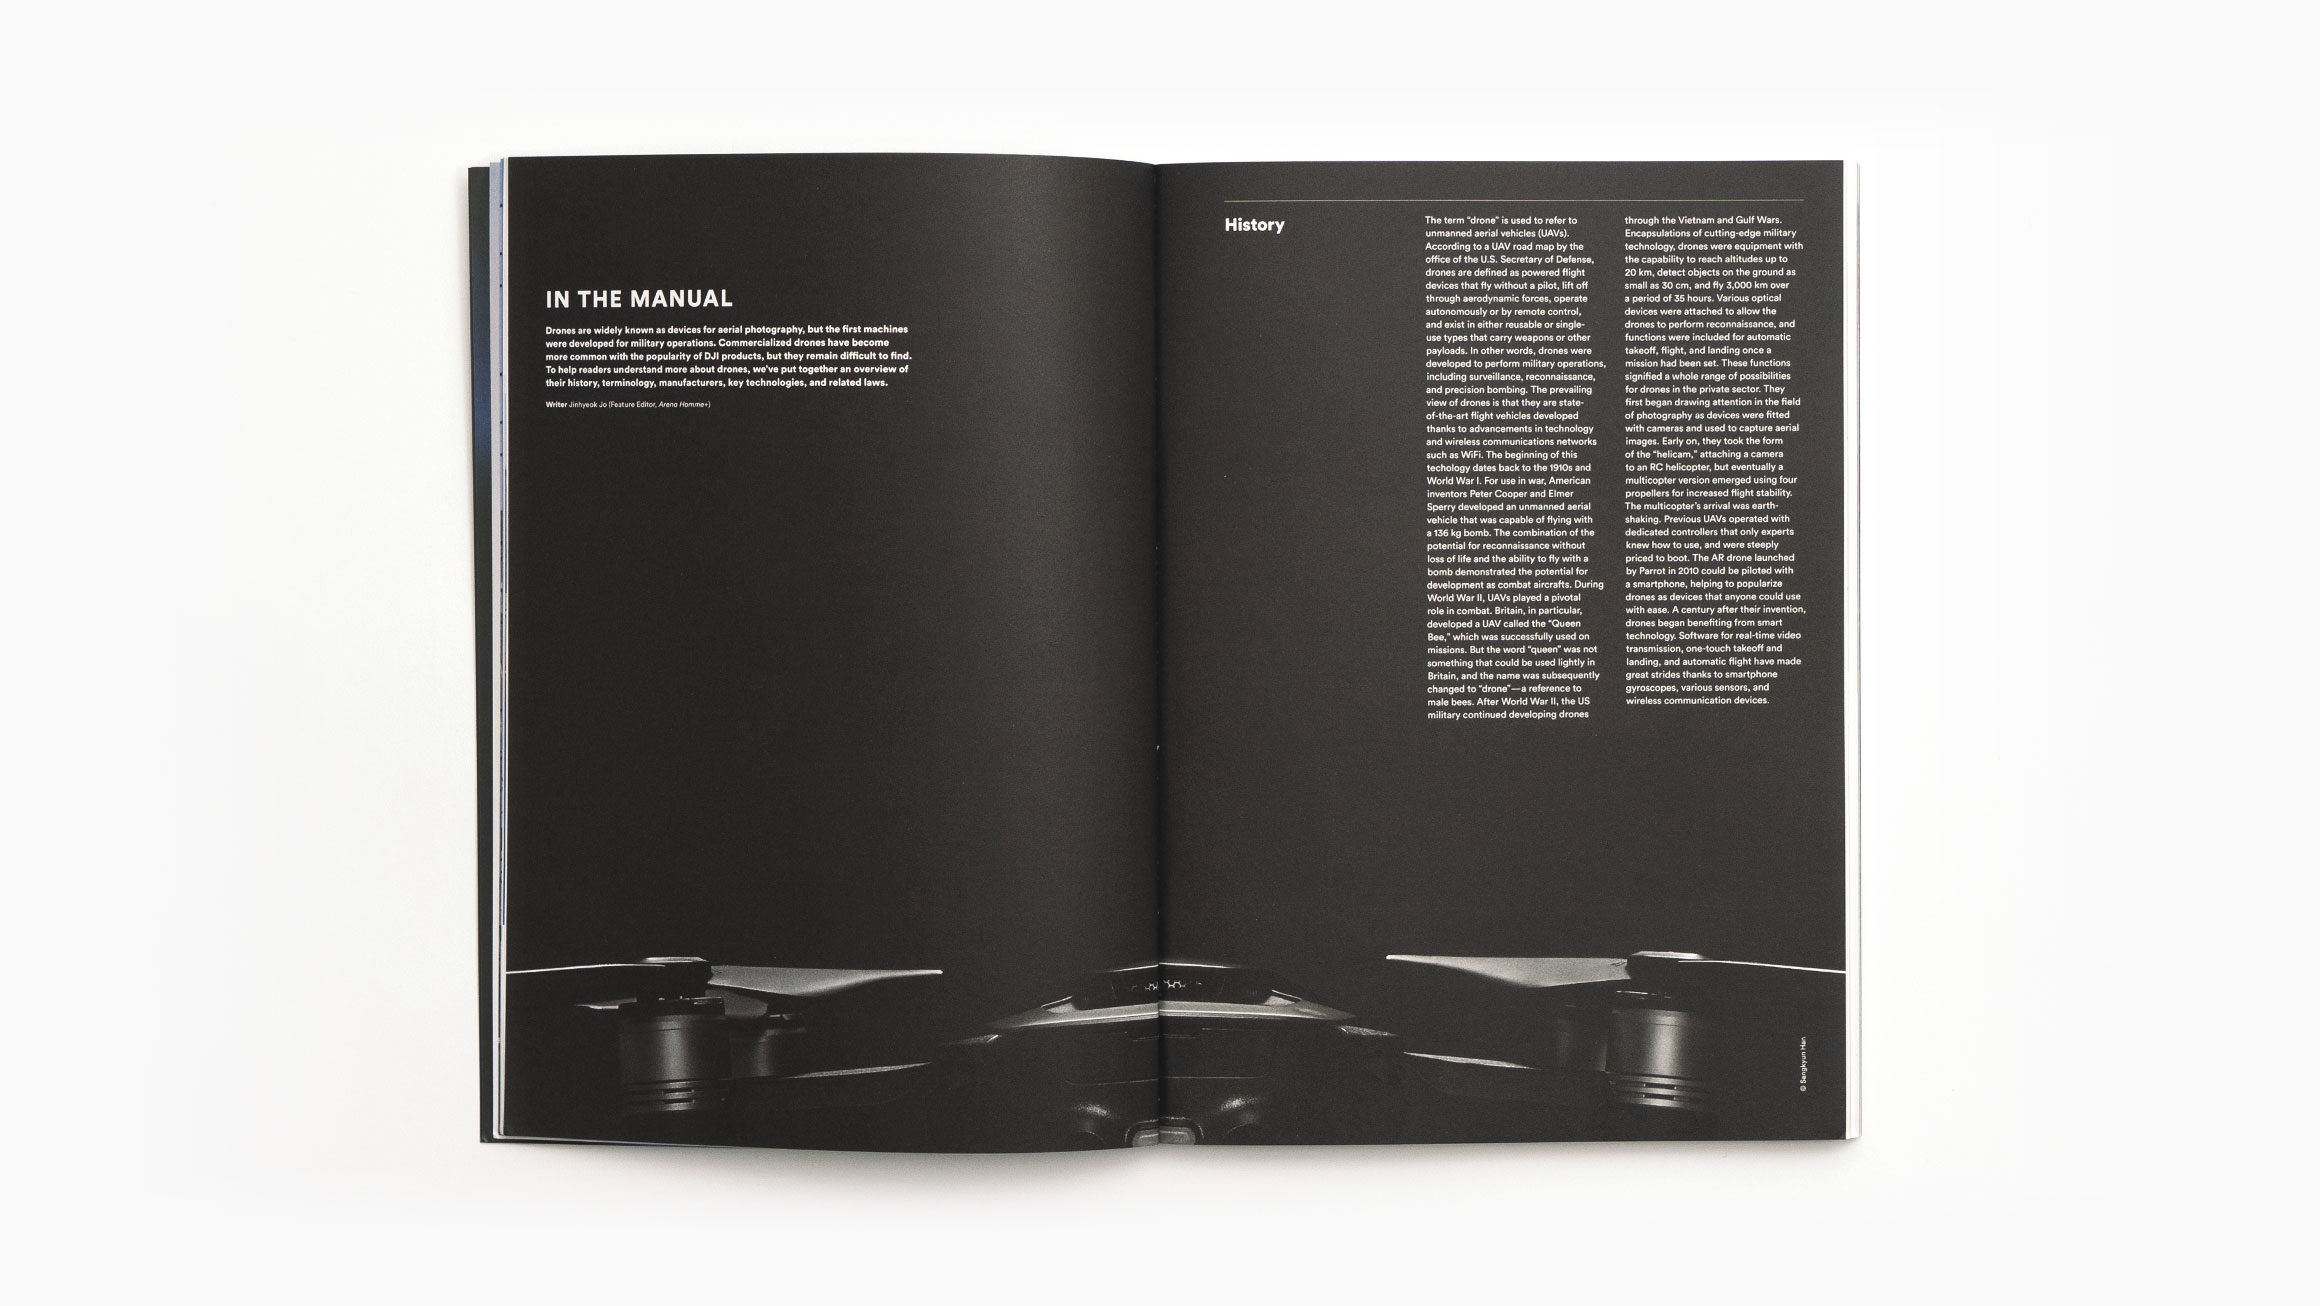 IN THE MANUAL
Drones are widely known as devices for aerial photography, but the first machines
were developed for military operations. Commercialized drones have become
more common with the popularity of DJI products, but they remain difficult to find.
To help readers understand more about drones, we've put together an overview of
their history, terminology, manufacturers, key technologies, and related laws.
Writer Jinhyeok Jo (Feature Editor, Arena Homme+)
History
The term “drone” is used to refer to
unmanned aerial vehicles (UAVs).
According to a UAV road map by the
office of the U.S. Secretary of Defense,
drones are defined as powered flight
devices that fly without a pilot, lift off
through aerodynamic forces, operate
autonomously or by remote control,
and exist in either reusable or single-
use types that carry weapons or other
payloads. In other words, drones were
developed to perform military operations,
including surveillance, reconnaissance,
and precision bombing. The prevailing
view of drones is that they are state-
of-the-art flight vehicles developed
thanks to advancements in technology
and wireless communications networks
such as WiFi. The beginning of this
techology dates back to the 1910s and
World War I. For use in war, American
inventors Peter Cooper and Elmer
Sperry developed an unmanned aerial
vehicle that was capable of flying with
a 136 kg bomb. The combination of the
potential for reconnaissance without
loss of life and the ability to fly with a
bomb demonstrated the potential for
development as combat aircrafts. During
World War II, UAVs played a pivotal
role in combat. Britain, in particular,
developed a UAV called the “Queen
Bee,” which was successfully used on
missions. But the word “queen” was not
something that could be used lightly in
Britain, and the name was subsequently
changed to “drone”—a reference to
male bees. After World War II, the US
military continued developing drones
through the Vietnam and Gulf Wars.
Encapsulations of cutting-edge military
technology, drones were equipment with
the capability to reach altitudes up to
20 km, detect objects on the ground as
small as 30 cm, and fly 3,000 km over
a period of 35 hours. Various optical
devices were attached to allow the
drones to perform reconnaissance, and
functions were included for automatic
takeoff, flight, and landing once a
mission had been set. These functions
signified a whole range of possibilities
for drones in the private sector. They
first began drawing attention in the field
of photography as devices were fitted
with cameras and used to capture aerial
images. Early on, they took the form
of the “helicam,” attaching a camera
to an RC helicopter, but eventually a
multicopter version emerged using four
propellers for increased flight stability.
The multicopter's arrival was earth-
shaking. Previous UAVs operated with
dedicated controllers that only experts
knew how to use, and were steeply
priced to boot. The AR drone launched
by Parrot in 2010 could be piloted with
a smartphone, helping to popularize
drones as devices that anyone could use
with ease. A century after their invention,
drones began benefiting from smart
technology. Software for real-time video
transmission, one-touch takeoff and
landing, and automatic flight have made
great strides thanks to smartphone
gyroscopes, various sensors, and
wireless communication devices.
© Sangkyun Han